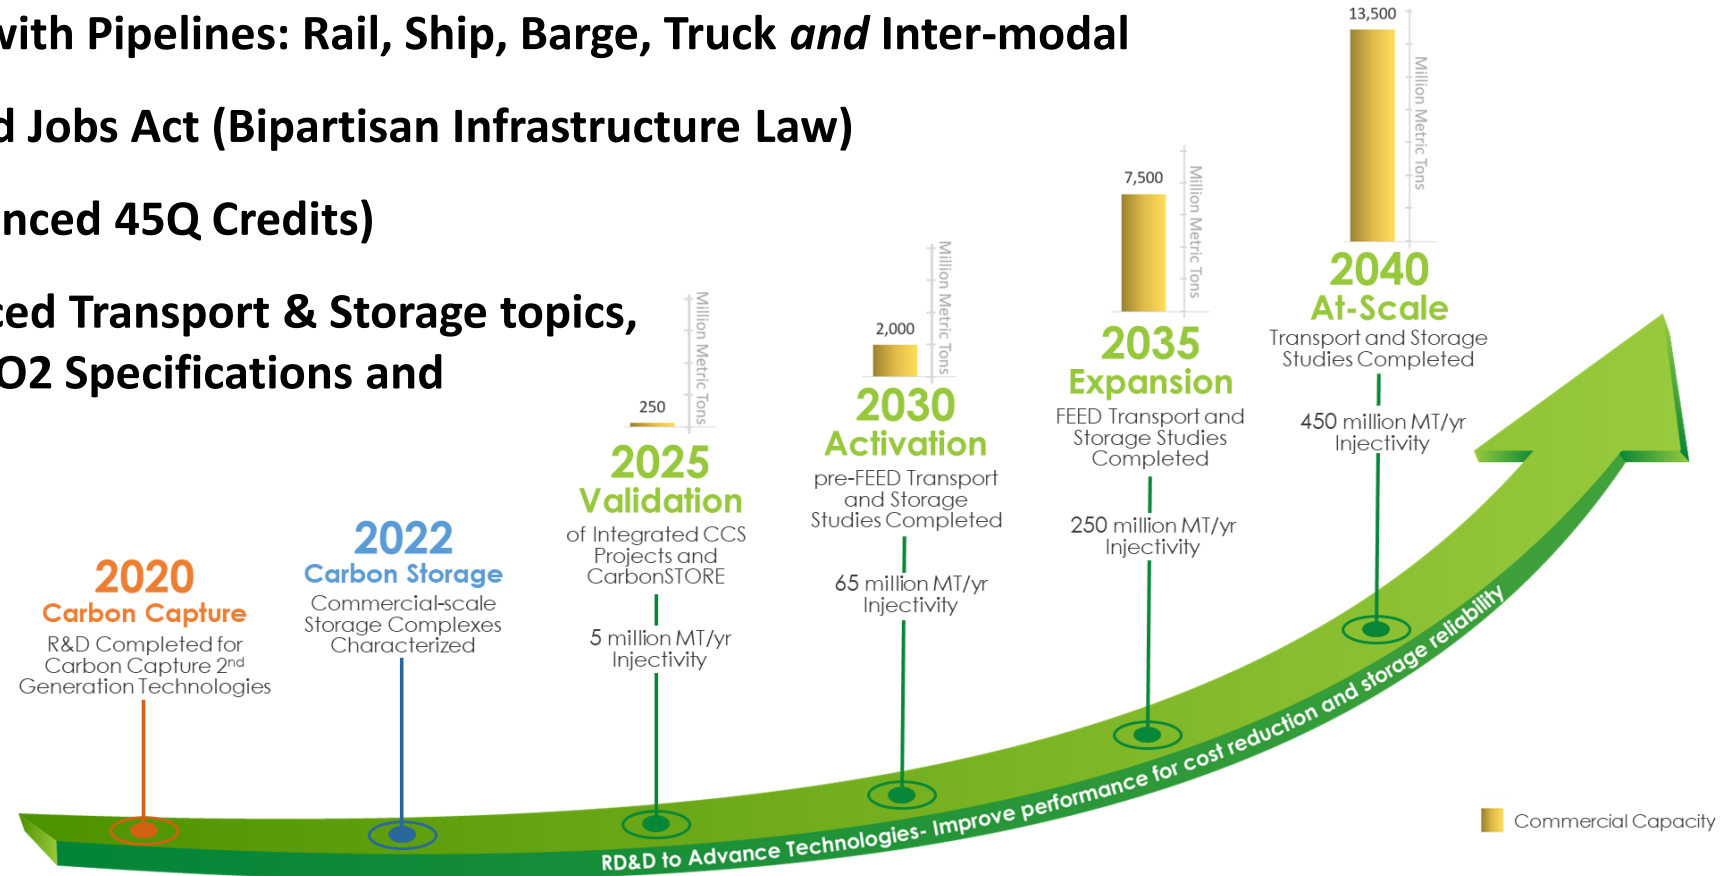 with Pipelines: Rail, Ship, Barge, Truck and Inter-modal
d Jobs Act (Bipartisan Infrastructure Law)
nced 45Q Credits)
ced Transport & Storage topics,
O2 Specifications and
2020
Carbon Capture
R&D Completed for
Carbon Capture 2nd
Generation Technologies
2022
Carbon Storage
Commercial-scale
Storage Complexes
Characterized
250
Million Metric Tons
2025
Validation
of Integrated CCS
Projects and
CarbonSTORE
5 million MT/yr
Injectivity
2,000
Million Metric Tons
2030
Activation
pre-FEED Transport
and Storage
Studies Completed
65 million MT/yr
Injectivity
7,500
Million Metric Tons
2035
Expansion
FEED Transport and
Storage Studies
Completed
250 million MT/yr
Injectivity
13,500
Million Metric Tons
2040
At-Scale
Transport and Storage
Studies Completed
450 million MT/yr
Injectivity
RD&D to Advance Technologies- Improve performance for cost reduction and storage reliability
Commercial Capacity